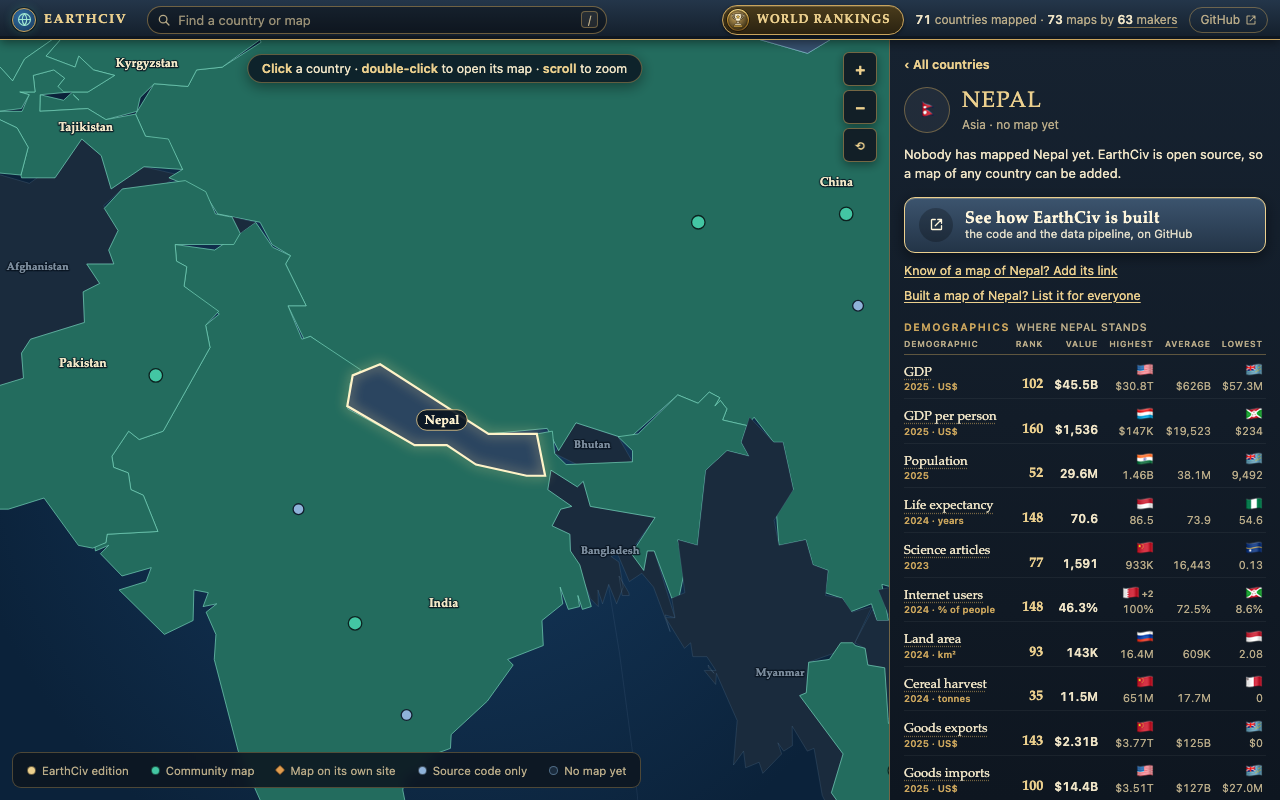 EARTHCIV
Find a country or map
/
WORLD RANKINGS
71 countries mapped · 73 maps by 63 makers
GitHub
Click a country · double-click to open its map · scroll to zoom
+
−
Kyrgyzstan
Tajikistan
China
Afghanistan
Pakistan
Nepal
Bhutan
Bangladesh
India
Myanmar
EarthCiv edition
Community map
Map on its own site
Source code only
No map yet
‹ All countries
NEPAL
Asia · no map yet
Nobody has mapped Nepal yet. EarthCiv is open source, so
a map of any country can be added.
See how EarthCiv is built
the code and the data pipeline, on GitHub
Know of a map of Nepal? Add its link
Built a map of Nepal? List it for everyone
DEMOGRAPHICS WHERE NEPAL STANDS
DEMOGRAPHIC RANK VALUE HIGHEST AVERAGE LOWEST
GDP
2025 · US$ 102 $45.5B $30.8T $626B $57.3M
GDP per person
2025 · US$ 160 $1,536 $147K $19,523 $234
Population
2025 52 29.6M 1.46B 38.1M 9,492
Life expectancy
2024 · years 148 70.6 86.5 73.9 54.6
Science articles
2023 77 1,591 933K 16,443 0.13
Internet users +2
2024 · % of people 148 46.3% 100% 72.5% 8.6%
Land area
2024 · km² 93 143K 16.4M 609K 2.08
Cereal harvest
2024 · tonnes 35 11.5M 651M 17.7M 0
Goods exports
2025 · US$ 143 $2.31B $3.77T $125B $0
Goods imports
2025 · US$ 100 $14.4B $3.51T $127B $27.0M